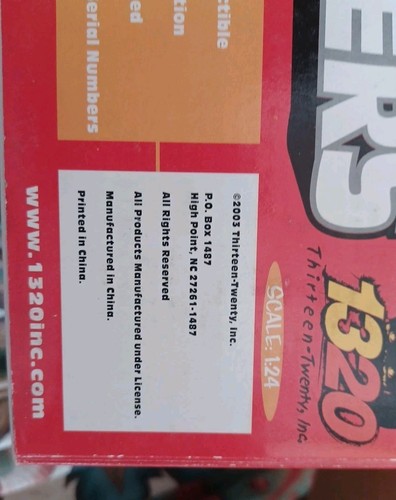 ERS
1320
Thirteen-Twenty, Inc.
SCALE: 1:24
ctible
tion
ed
erial Numbers
©2003 Thirteen-Twenty, Inc.
P.O. Box 1487
High Point, NC 27261-1487
All Rights Reserved
All Products Manufactured under License.
Manufactured in China.
Printed in China.
www.1320inc.com